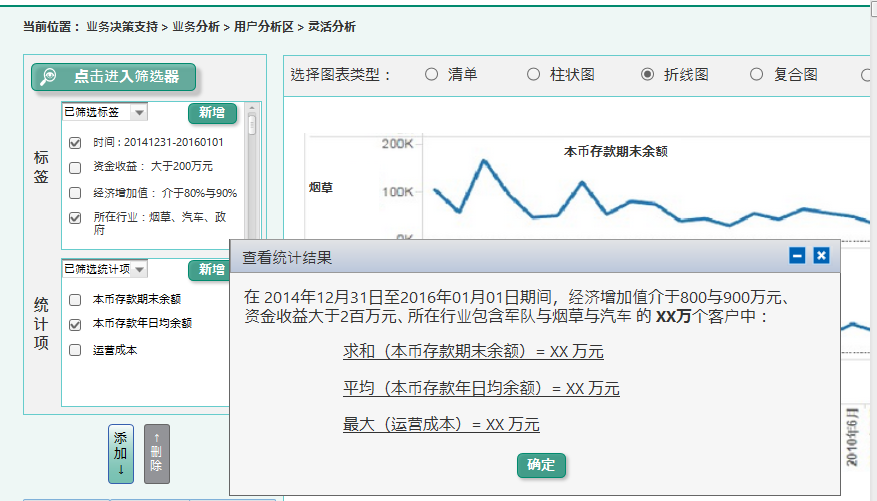 当前位置：业务决策支持 > 业务分析 > 用户分析区 > 灵活分析
点击进入筛选器
已筛选标签
新增
标签
时间 : 20141231-20160101
资金收益： 大于200万元
经济增加值： 介于80%与90%
所在行业：烟草、汽车、政
府
已筛选统计项
新增
统计项
本币存款期末余额
本币存款年日均余额
运营成本
添加↓
↑删除
选择图表类型：
清单
柱状图
折线图
复合图
200K
本币存款期末余额
烟草
100K
0K
查看统计结果
在 2014年12月31日至2016年01月01日期间，经济增加值介于800与900万元、
资金收益大于2百万元、所在行业包含军队与烟草与汽车 的 XX万个客户中：
求和（本币存款期末余额）= XX 万元
平均（本币存款年日均余额）= XX 万元
最大（运营成本）= XX 万元
确定
2010年6月